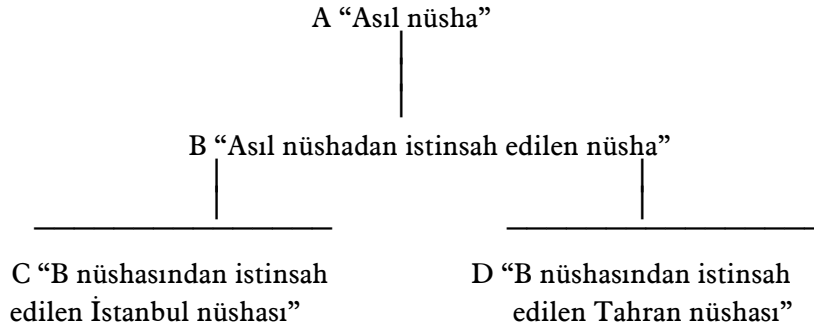 A “Asıl nüsha”
B “Asıl nüshadan istinsah edilen nüsha”
C “B nüshasından istinsah
edilen İstanbul nüshası”
D “B nüshasından istinsah
edilen Tahran nüshası”